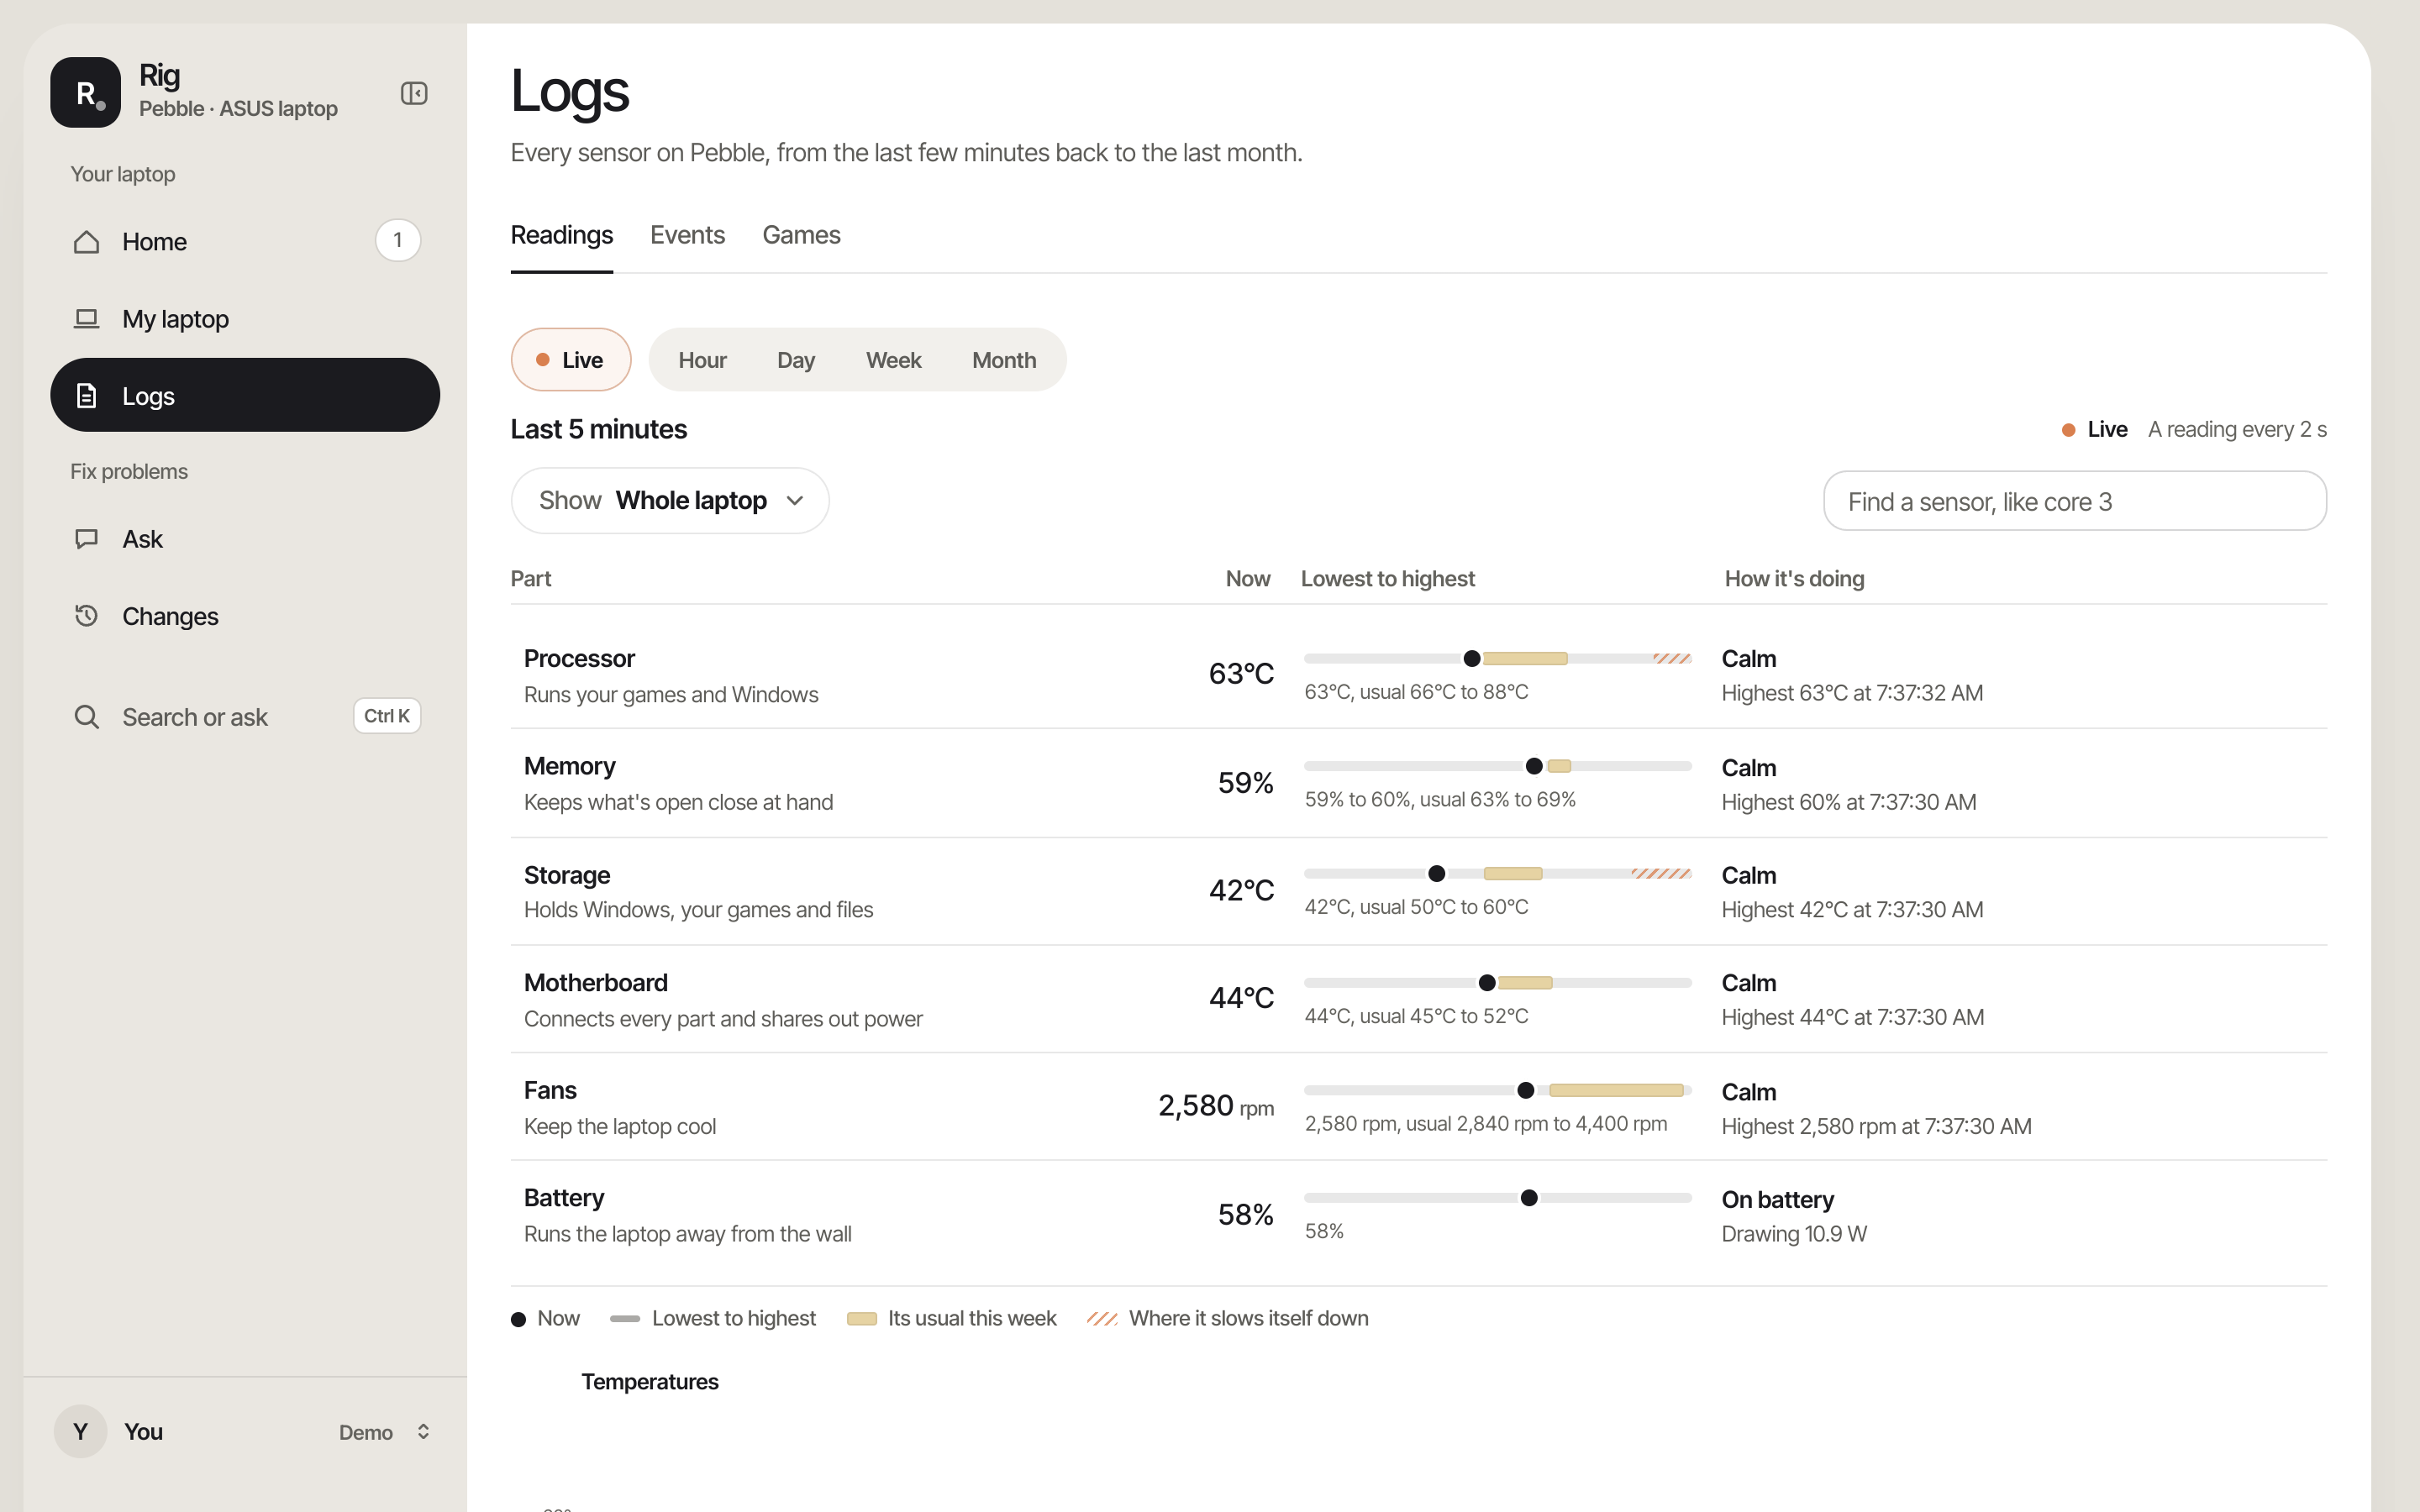 R.
Rig
Pebble · ASUS laptop
Your laptop
Home 1
My laptop
Logs
Fix problems
Ask
Changes
Search or ask Ctrl K
Y You Demo
Logs
Every sensor on Pebble, from the last few minutes back to the last month.
Readings Events Games
Live Hour Day Week Month
Last 5 minutes Live A reading every 2 s
Show Whole laptop Find a sensor, like core 3
Part Now Lowest to highest How it's doing
Processor Calm
Runs your games and Windows 63°C 63°C, usual 66°C to 88°C Highest 63°C at 7:37:32 AM
Memory Calm
Keeps what's open close at hand 59% 59% to 60%, usual 63% to 69% Highest 60% at 7:37:30 AM
Storage Calm
Holds Windows, your games and files 42°C 42°C, usual 50°C to 60°C Highest 42°C at 7:37:30 AM
Motherboard Calm
Connects every part and shares out power 44°C 44°C, usual 45°C to 52°C Highest 44°C at 7:37:30 AM
Fans Calm
Keep the laptop cool 2,580 rpm 2,580 rpm, usual 2,840 rpm to 4,400 rpm Highest 2,580 rpm at 7:37:30 AM
Battery On battery
Runs the laptop away from the wall 58% 58% Drawing 10.9 W
Now Lowest to highest Its usual this week Where it slows itself down
Temperatures